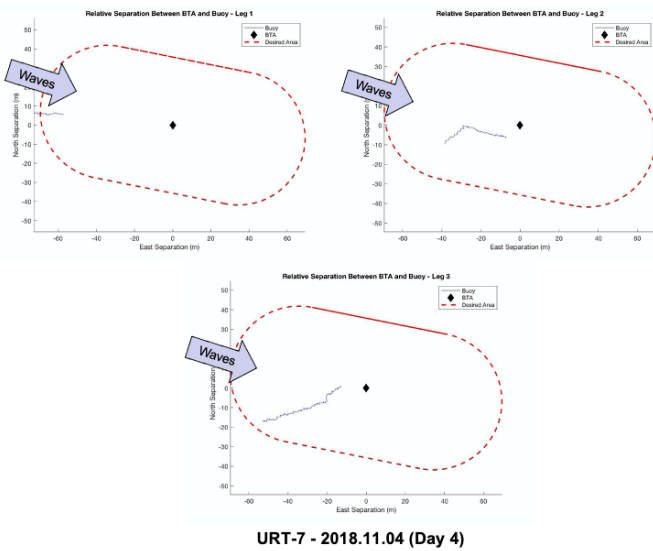 Relative Separation Between BTA and Buoy - Leg 1
50
40
30
20
10
0
-10
-20
-30
-40
-50
North Separation (m)
Waves
Buoy
BTA
Desired Area
-60 -40 -20 0 20 40 60
East Separation (m)
Relative Separation Between BTA and Buoy - Leg 2
50
40
30
20
10
0
-10
-20
-30
-40
-50
North Separation (m)
Waves
Buoy
BTA
Desired Area
-60 -40 -20 0 20 40 60
East Separation (m)
Relative Separation Between BTA and Buoy - Leg 3
50
40
30
20
0
-10
-20
-30
-40
-50
North Separation (m)
Waves
Buoy
BTA
Desired Area
-60 -40 -20 0 20 40 60
East Separation (m)
URT-7 - 2018.11.04 (Day 4)